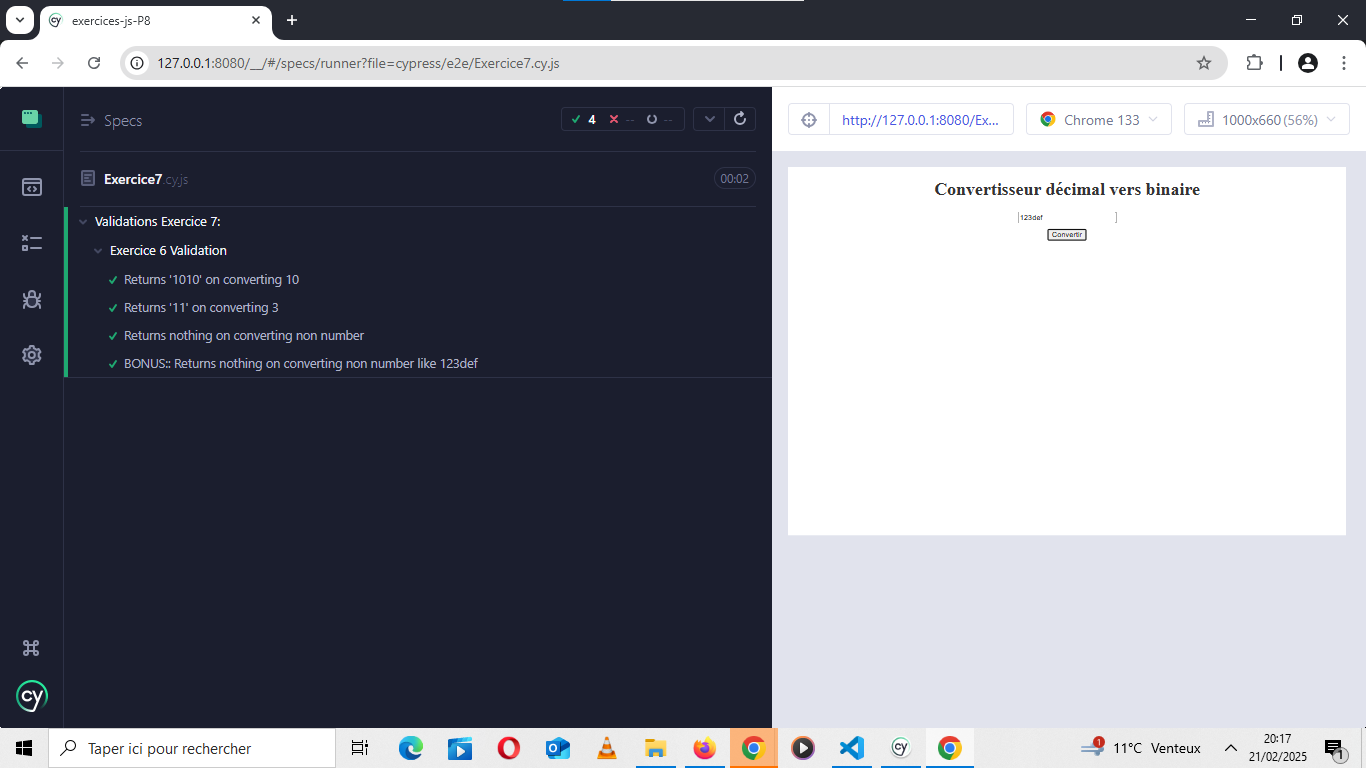 exercices-js-P8
127.0.0.1:8080/__/#/specs/runner?file=cypress/e2e/Exercice7.cy.js
Specs
4 -- --
http://127.0.0.1:8080/Ex...
Chrome 133
1000x660 (56%)
Exercice7.cy.js
00:02
Validations Exercice 7:
Exercice 6 Validation
Returns '1010' on converting 10
Returns '11' on converting 3
Returns nothing on converting non number
BONUS:: Returns nothing on converting non number like 123def
Convertisseur décimal vers binaire
123def
Convertir
cy
Taper ici pour rechercher
cy
1
11°C Venteux
20:17
21/02/2025
1